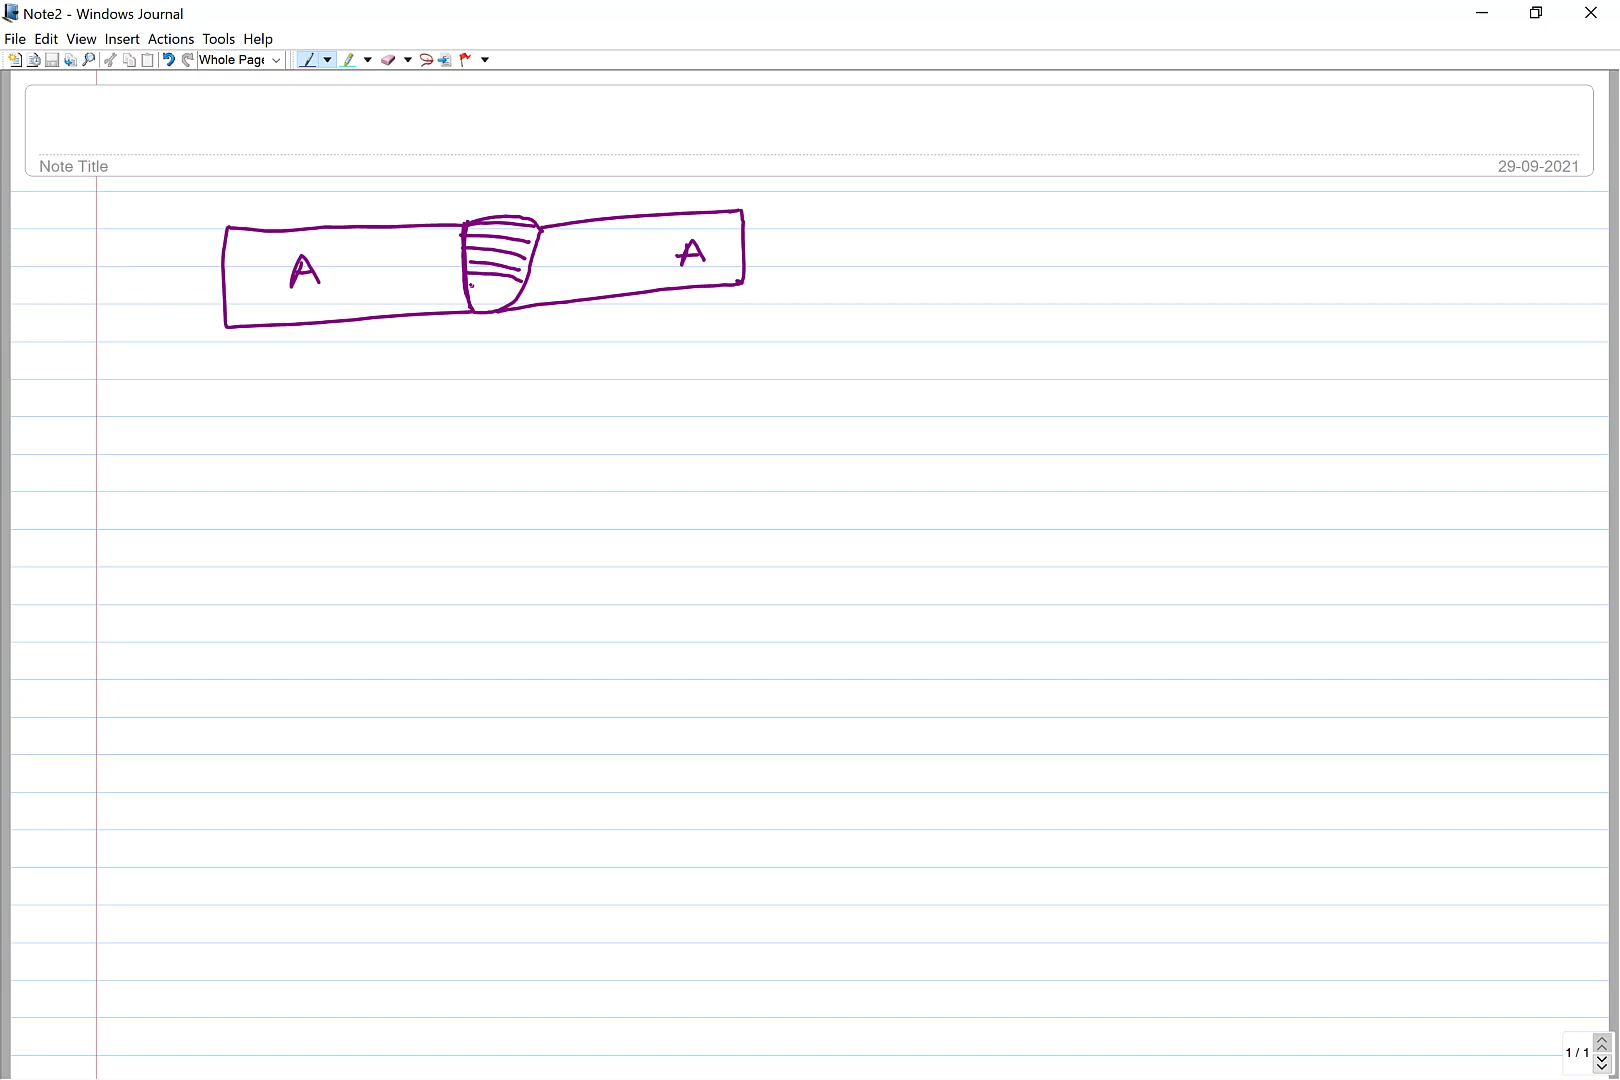 Note2 - Windows Journal
File Edit View Insert Actions Tools Help
Whole Page
Note Title
29-09-2021
A A
1 / 1